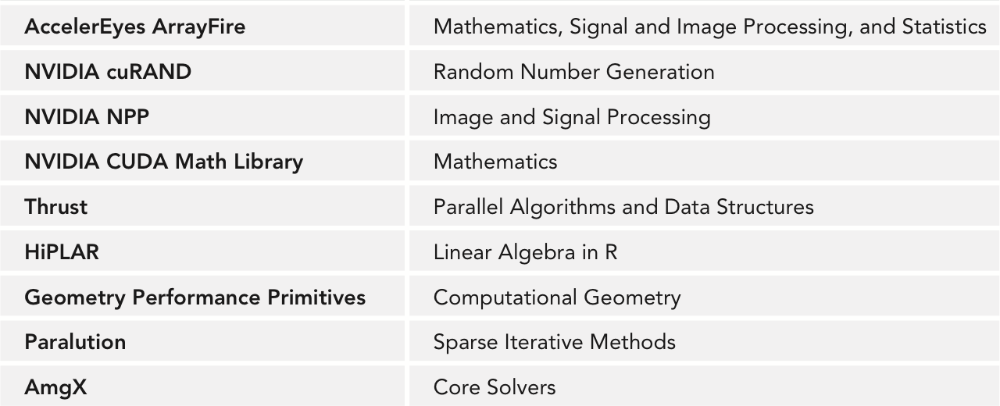 AccelerEyes ArrayFire Mathematics, Signal and Image Processing, and Statistics
NVIDIA cuRAND Random Number Generation
NVIDIA NPP Image and Signal Processing
NVIDIA CUDA Math Library Mathematics
Thrust Parallel Algorithms and Data Structures
HiPLAR Linear Algebra in R
Geometry Performance Primitives Computational Geometry
Paralution Sparse Iterative Methods
AmgX Core Solvers